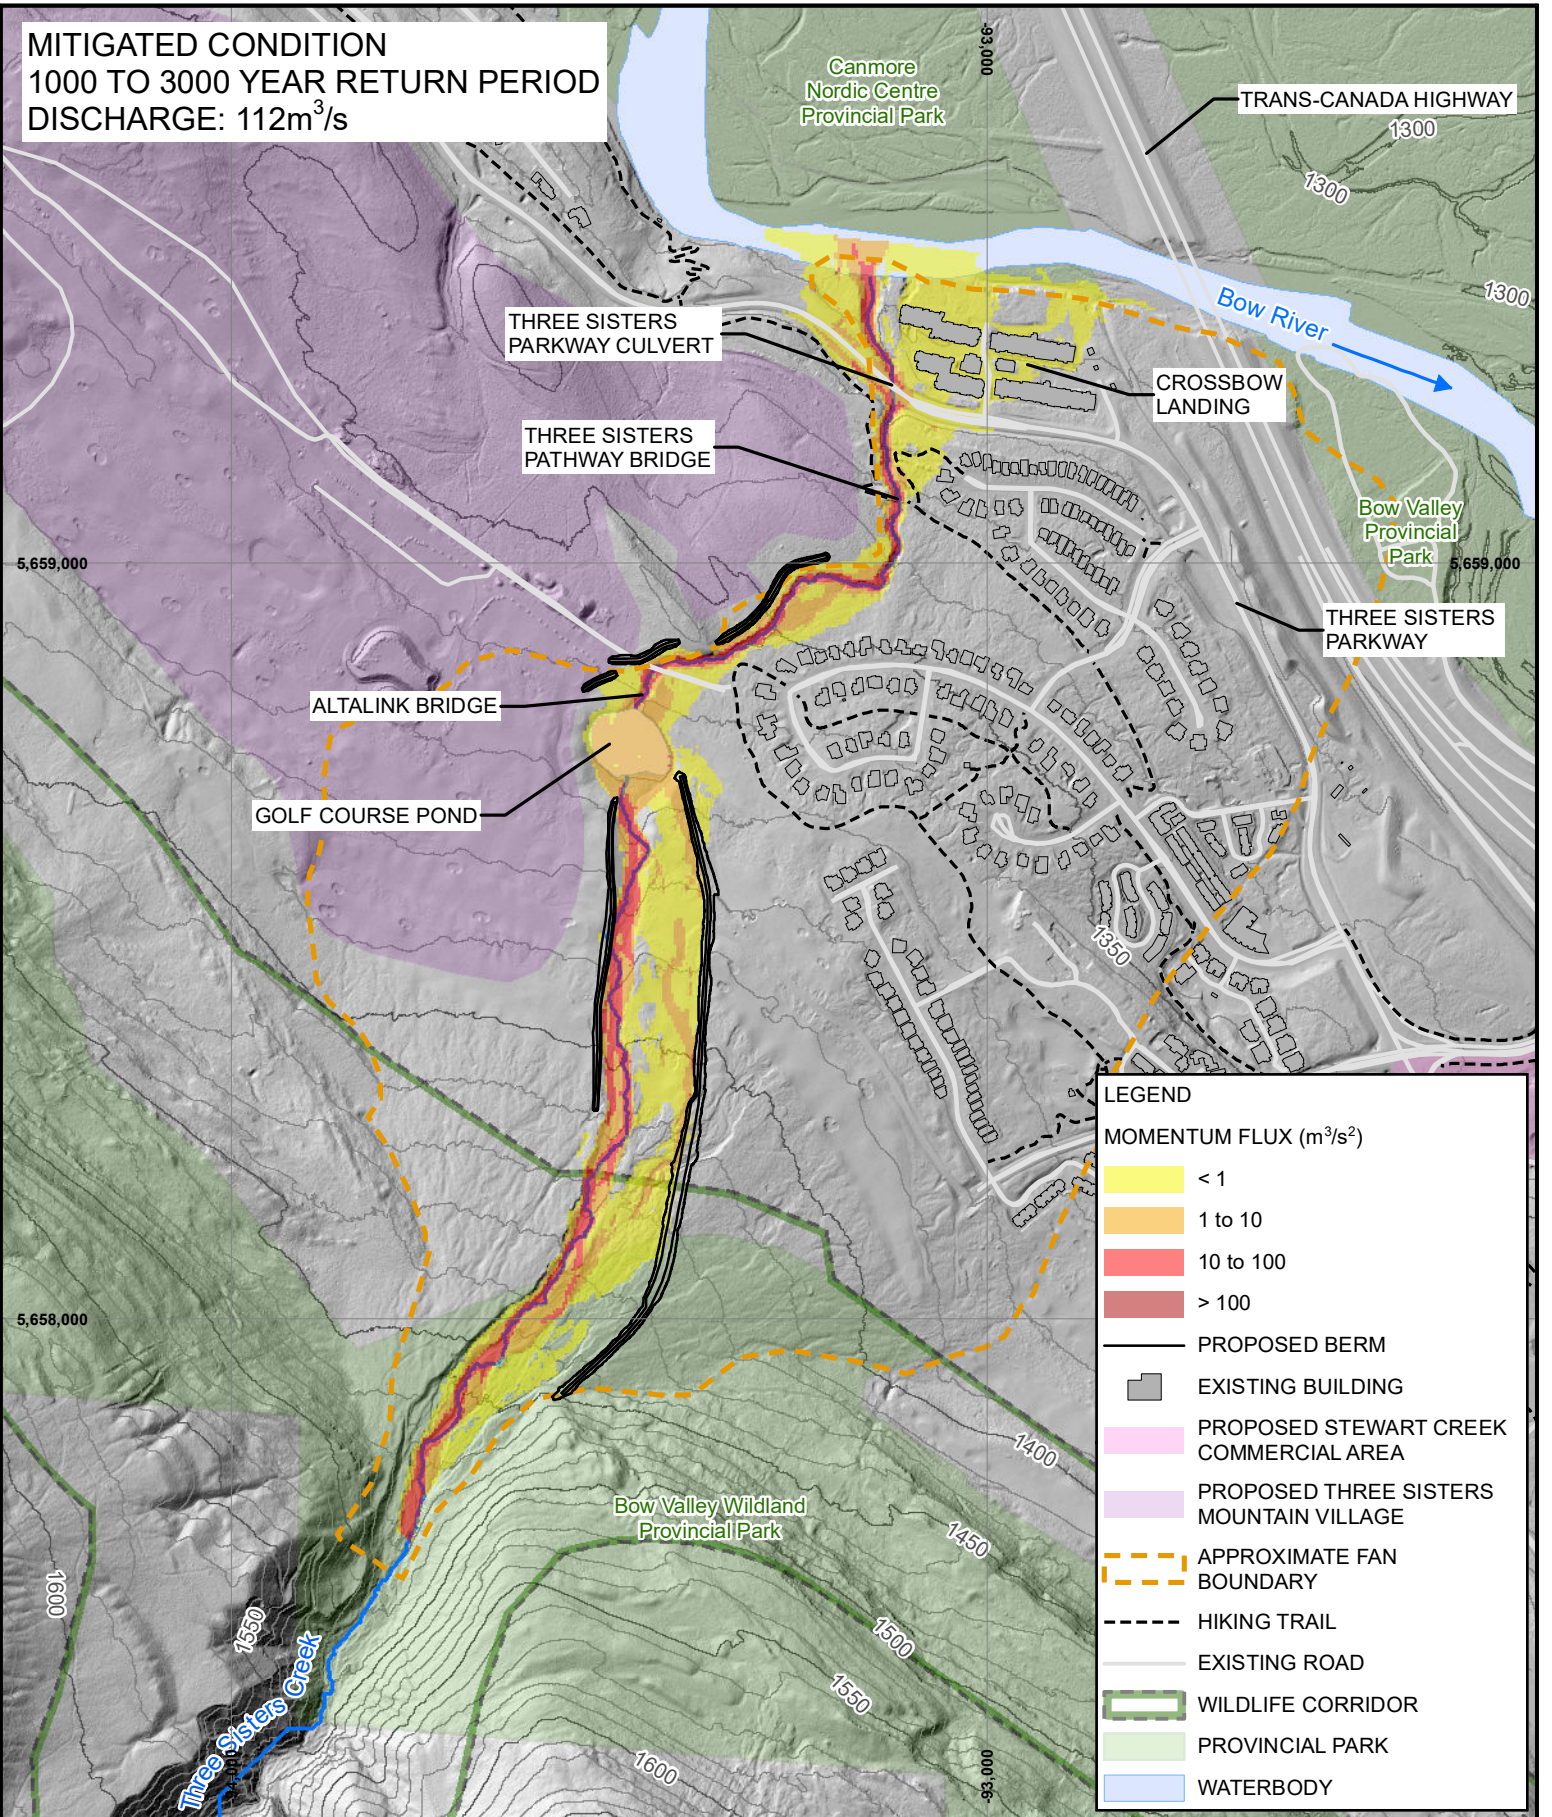 MITIGATED CONDITION
1000 TO 3000 YEAR RETURN PERIOD
DISCHARGE: 112m³/s
Canmore
Nordic Centre
Provincial Park
-93,000
TRANS-CANADA HIGHWAY
1300
1300
1300
Bow River
THREE SISTERS
PARKWAY CULVERT
CROSSBOW
LANDING
THREE SISTERS
PATHWAY BRIDGE
Bow Valley
Provincial
Park
5,659,000
5,659,000
THREE SISTERS
PARKWAY
ALTALINK BRIDGE
GOLF COURSE POND
1350
5,658,000
1400
Bow Valley Wildland
Provincial Park
1450
1600
1550
1500
1550
Three Sisters Creek
1600
-93,000
LEGEND
MOMENTUM FLUX (m³/s²)
< 1
1 to 10
10 to 100
> 100
PROPOSED BERM
EXISTING BUILDING
PROPOSED STEWART CREEK
COMMERCIAL AREA
PROPOSED THREE SISTERS
MOUNTAIN VILLAGE
APPROXIMATE FAN
BOUNDARY
HIKING TRAIL
EXISTING ROAD
WILDLIFE CORRIDOR
PROVINCIAL PARK
WATERBODY